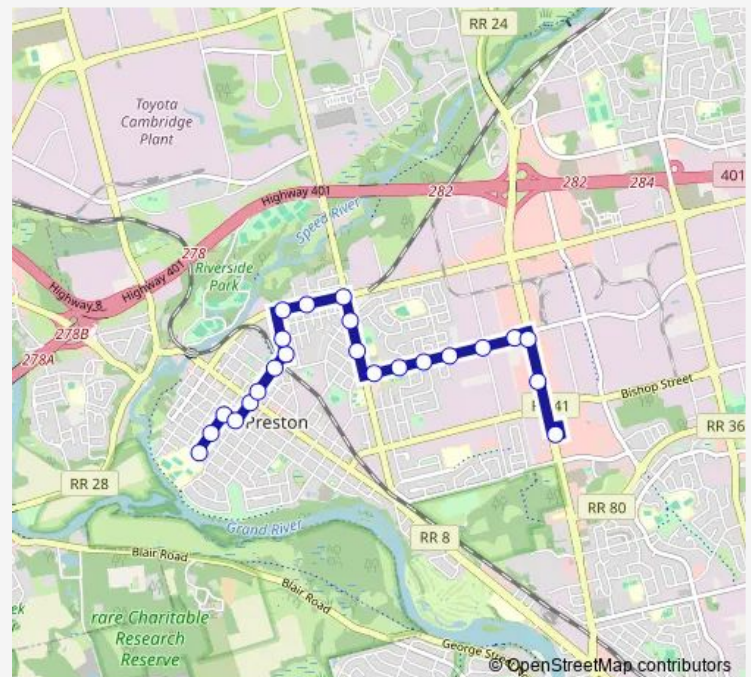 RR 24
Toyota
Cambridge
Plant
401
282
282
284
Highway 401
Speed River
278
Highway 401
Riverside
Park
Highway 8
278B
278A
Bishop Street
41
Preston
RR 36
RR 28
RR 80
Grand River
RR 8
Blair Road
Blair Road
rare Charitable
Research
Reserve
George Stre
© OpenStreetMap contributors